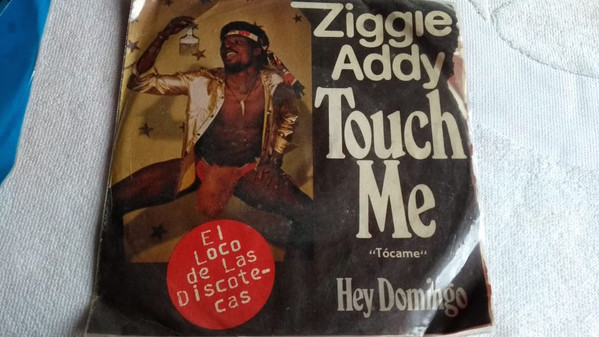 Ziggie
Addy
Touch
Me
"Tócame"
Hey Domingo
El
Loco
de Las
Discote-
cas